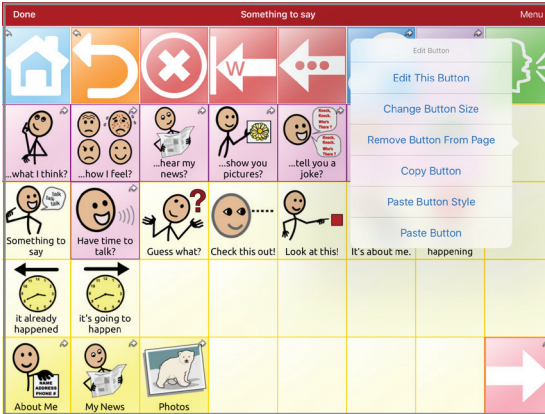 Done
Something to say
Menu
W
Edit Button
Edit This Button
Change Button Size
Remove Button From Page
Copy Button
Paste Button Style
Paste Button
...what I think?
...how I feel?
...hear my
news?
...show you
pictures?
Knock,
Knock.
Who's
There?
Knock,
Knock.
Who's
There?
...tell you a
joke?
talk
talk
talk
Something to
say
Have time to
talk?
Guess what?
Check this out!
Look at this!
It's about me.
happening
it already
happened
it's going to
happen
NAME
ADDRESS
PHONE #
About Me
My News
Photos